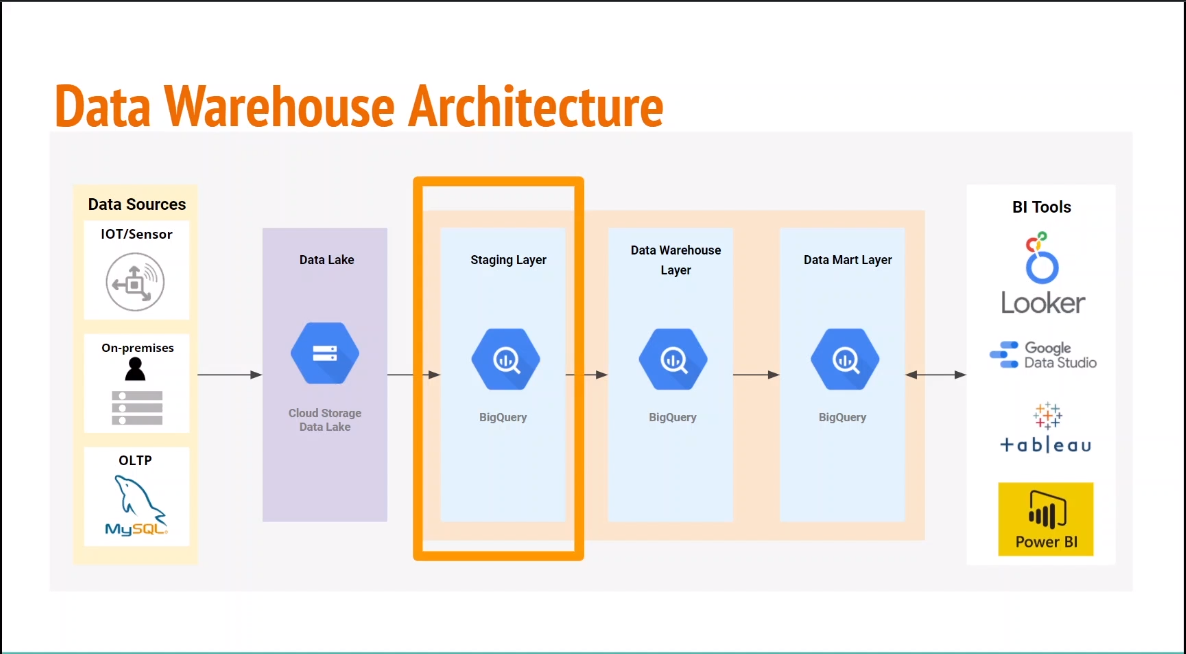 Data Warehouse Architecture
Data Sources
IOT/Sensor
On-premises
OLTP
MySQL
Data Lake
Cloud Storage
Data Lake
Staging Layer
BigQuery
Data Warehouse
Layer
BigQuery
Data Mart Layer
BigQuery
BI Tools
Looker
Google
Data Studio
+ableau
Power BI